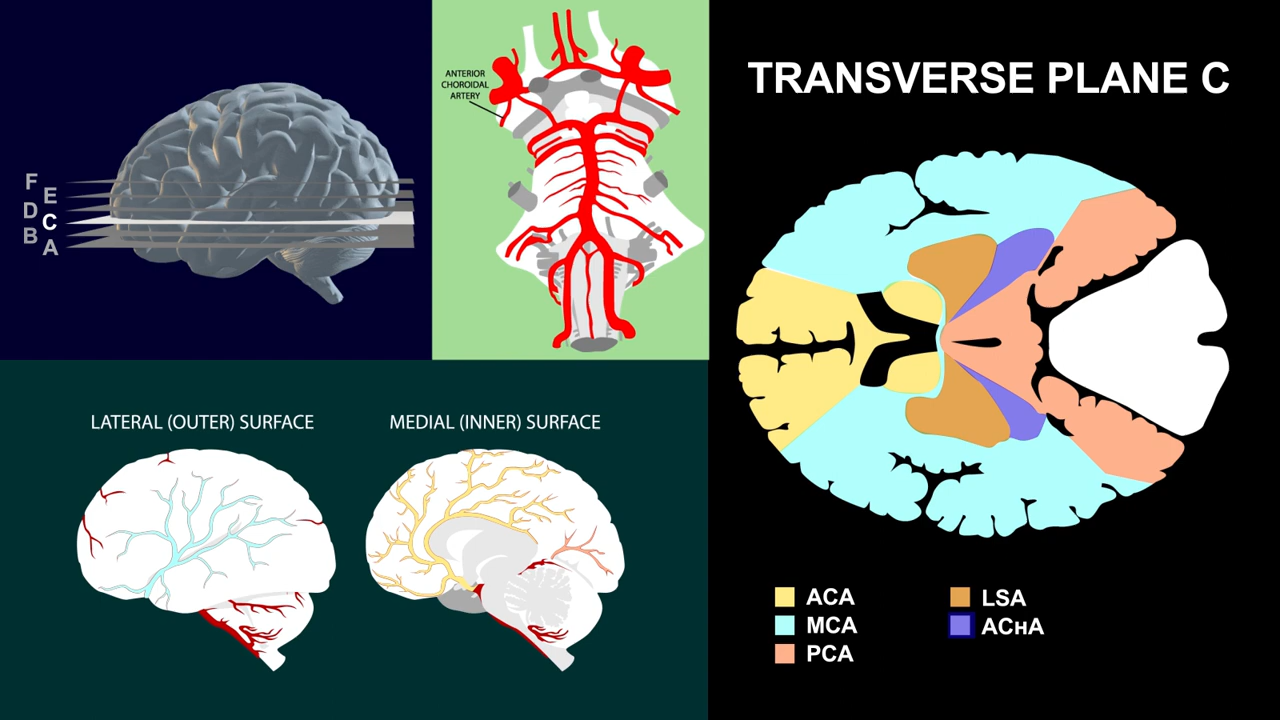 F
E
D
C
B
A
ANTERIOR
CHOROIDAL
ARTERY
TRANSVERSE PLANE C
LATERAL (OUTER) SURFACE
MEDIAL (INNER) SURFACE
ACA
MCA
PCA
LSA
ACHA